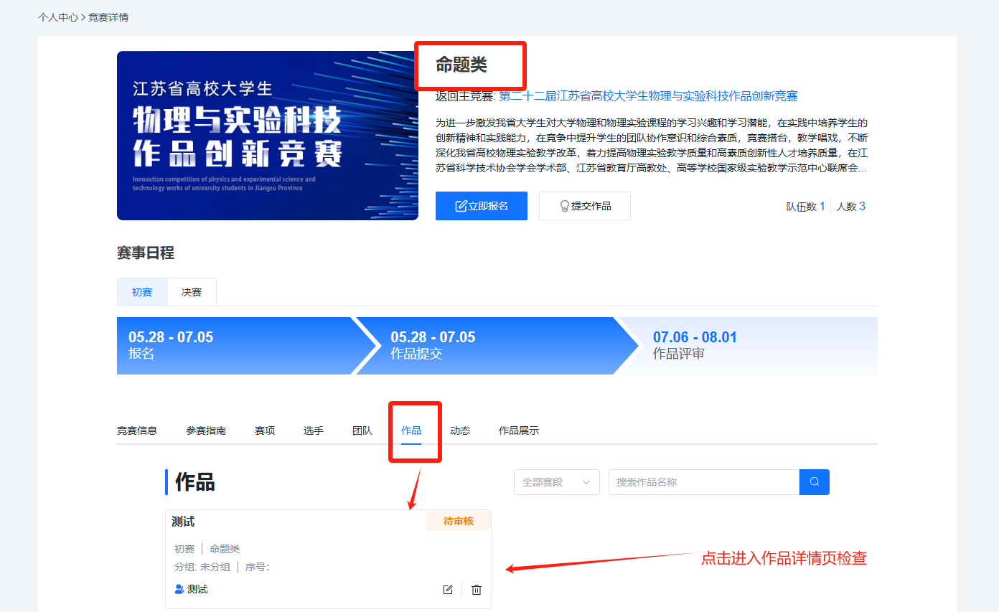 个人中心 > 竞赛详情
江苏省高校大学生
物理与实验科技
作品创新竞赛
Innovation competition of physics and experimental science and
technology works of university students in Jiangsu Province
命题类
返回主竞赛: 第二十二届江苏省高校大学生物理与实验科技作品创新竞赛
为进一步激发我省大学生对大学物理和物理实验课程的学习兴趣和学习潜能，在实践中培养学生的
创新精神和实践能力，在竞争中提升学生的团队协作意识和综合素质，竞赛搭台，教学唱戏，不断
深化我省高校物理实验教学改革，着力提高物理实验教学质量和高素质创新性人才培养质量，在江
苏省科学技术协会学会学术部、江苏省教育厅高教处、高等学校国家级实验教学示范中心联席会...
立即报名 提交作品 队伍数 1 人数 3
赛事日程
初赛 决赛
05.28 - 07.05 05.28 - 07.05 07.06 - 08.01
报名 作品提交 作品评审
竞赛信息 参赛指南 赛项 选手 团队 作品 动态 作品展示
作品 全部赛段 搜索作品名称
测试 待审核
初赛 | 命题类
点击进入作品详情页检查
分组: 未分组 | 序号:
测试